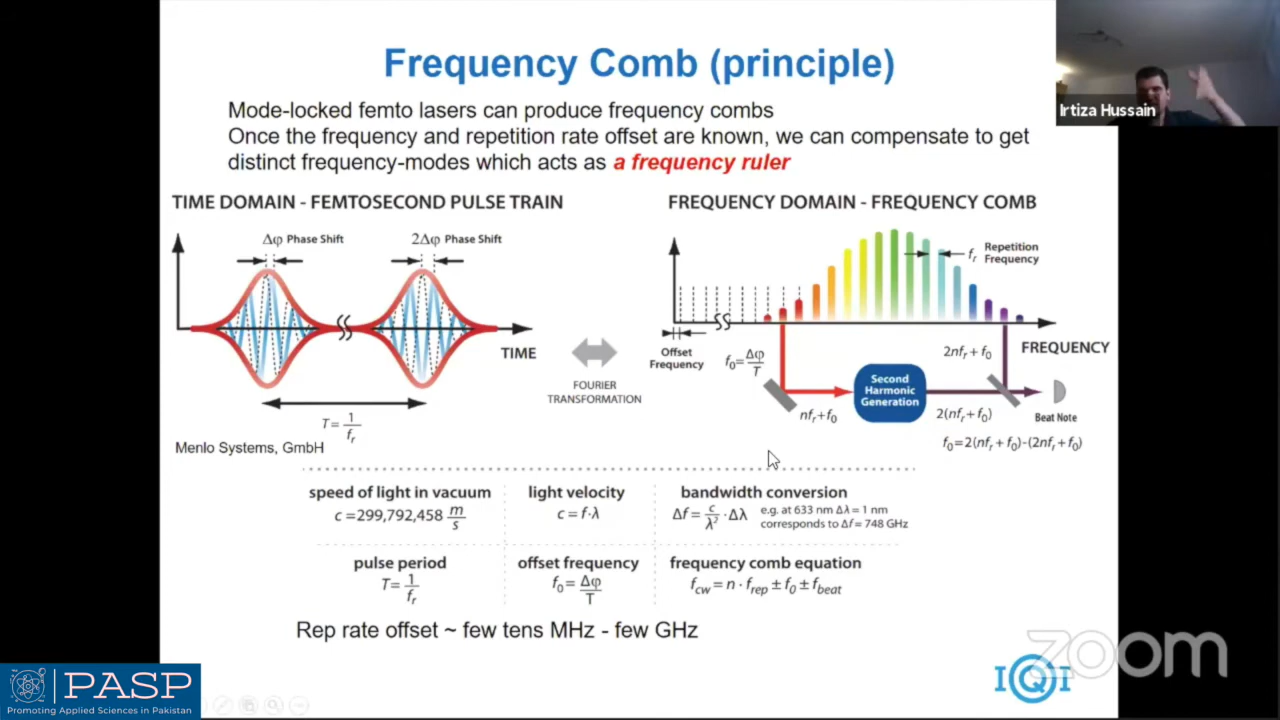 Frequency Comb (principle)
Irtiza Hussain
Mode-locked femto lasers can produce frequency combs
Once the frequency and repetition rate offset are known, we can compensate to get
distinct frequency-modes which acts as a frequency ruler
TIME DOMAIN - FEMTOSECOND PULSE TRAIN
Δφ Phase Shift
2Δφ Phase Shift
TIME
T= 1/fr
Menlo Systems, GmbH
FOURIER
TRANSFORMATION
FREQUENCY DOMAIN - FREQUENCY COMB
fr Repetition
Frequency
FREQUENCY
Offset
Frequency
f0= Δφ/T
nfr+f0
Second
Harmonic
Generation
2nfr+f0
2(nfr+f0)
Beat Note
f0=2(nfr+f0)-(2nfr+f0)
speed of light in vacuum
c=299,792,458 m/s
light velocity
c=f·λ
bandwidth conversion
Δf= c/λ² ·Δλ
e.g. at 633 nm Δλ=1 nm
corresponds to Δf=748 GHz
pulse period
T= 1/fr
offset frequency
f0= Δφ/T
frequency comb equation
fcw=n·frep±f0±fbeat
Rep rate offset ~ few tens MHz - few GHz
zoom
IQI
PASP
Promoting Applied Sciences in Pakistan